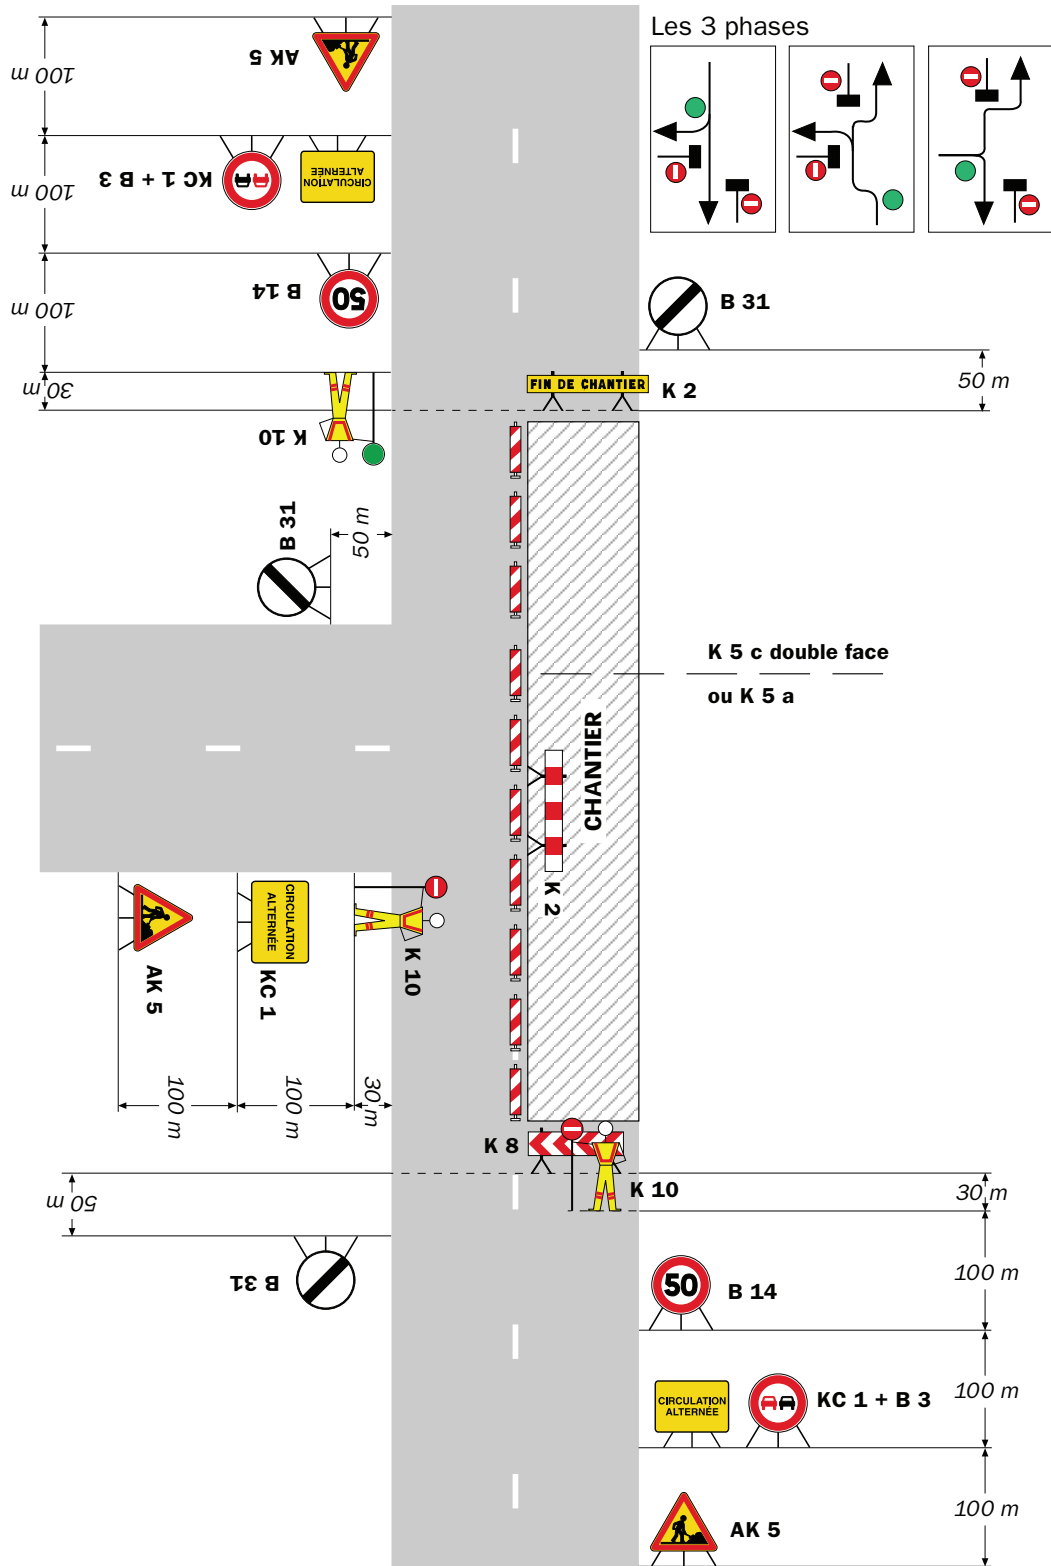 Les 3 phases
AK 5
100 m
KC 1 + B 3
CIRCULATION
ALTERNÉE
100 m
B 14
50
100 m
K 10
30 m
B 31
50 m
B 31
50 m
FIN DE CHANTIER
K 2
K 5 c double face
ou K 5 a
CHANTIER
K 2
AK 5
CIRCULATION
ALTERNÉE
KC 1
K 10
100 m
100 m
30 m
K 8
K 10
30 m
50 m
B 31
50
B 14
100 m
CIRCULATION
ALTERNÉE
KC 1 + B 3
100 m
AK 5
100 m